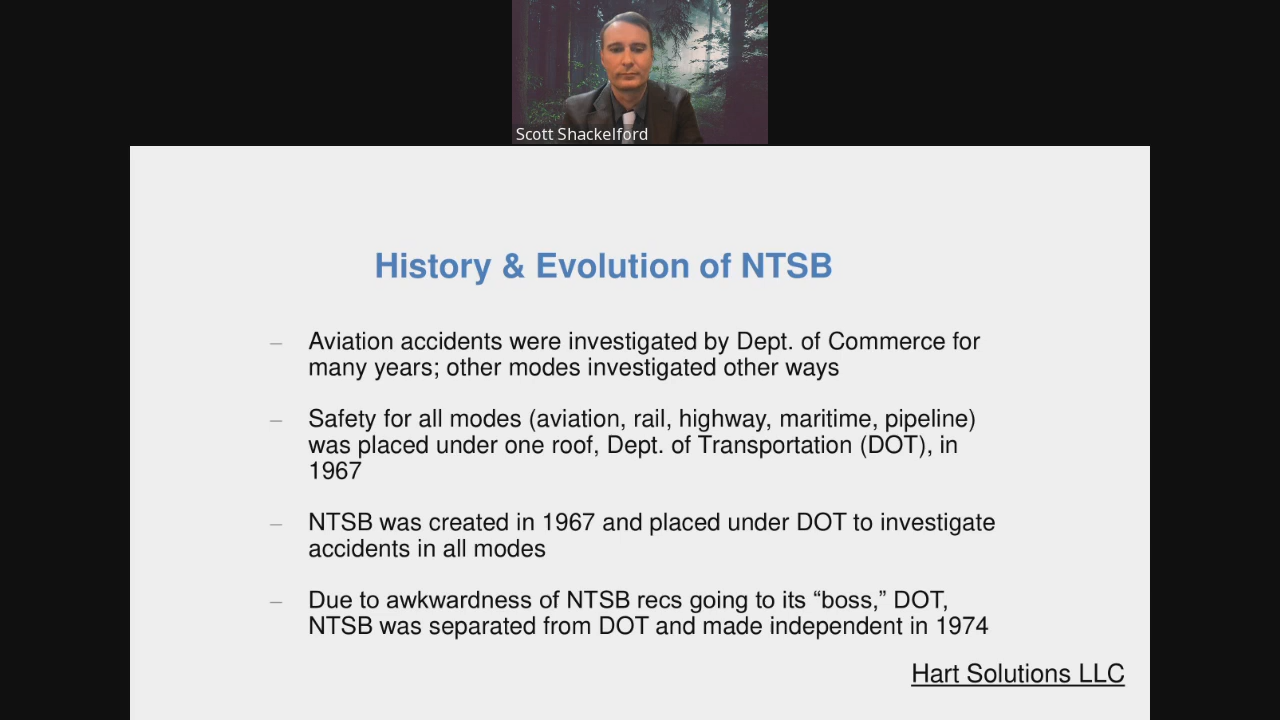 Scott Shackelford
History & Evolution of NTSB
– Aviation accidents were investigated by Dept. of Commerce for
many years; other modes investigated other ways
– Safety for all modes (aviation, rail, highway, maritime, pipeline)
was placed under one roof, Dept. of Transportation (DOT), in
1967
– NTSB was created in 1967 and placed under DOT to investigate
accidents in all modes
– Due to awkwardness of NTSB recs going to its “boss,” DOT,
NTSB was separated from DOT and made independent in 1974
Hart Solutions LLC